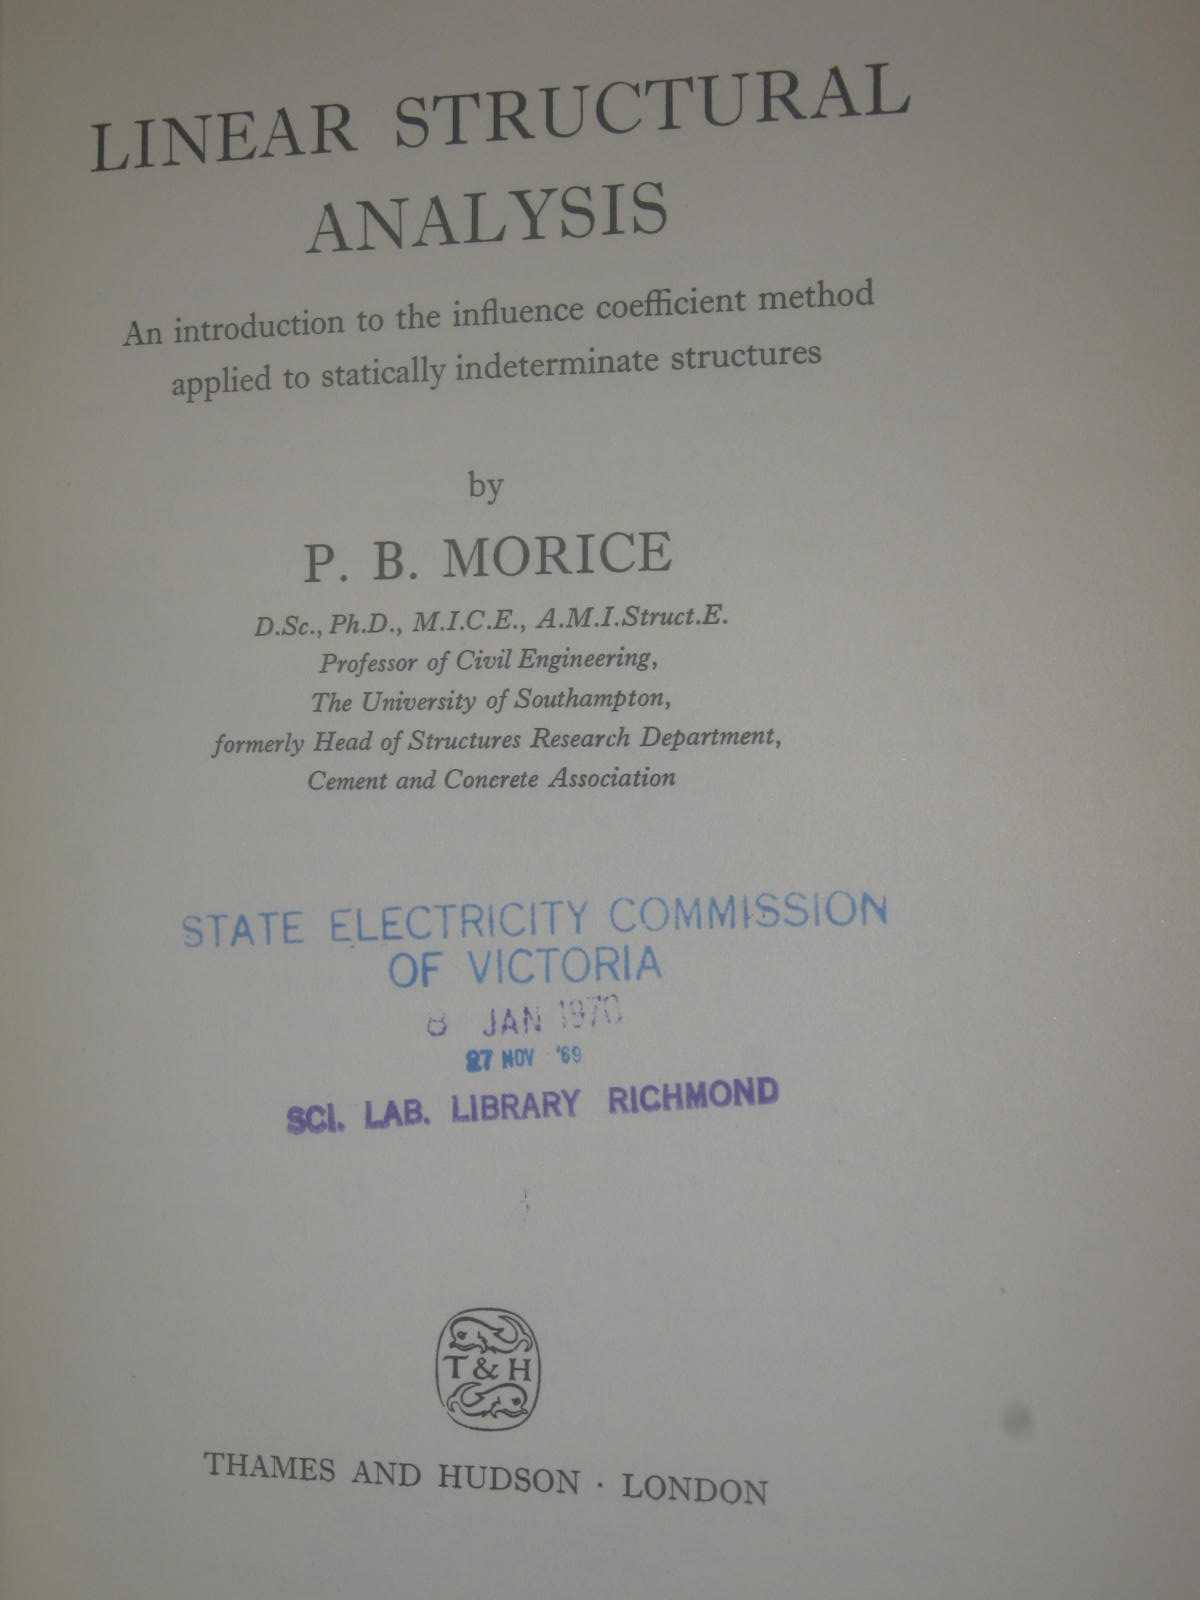 LINEAR STRUCTURAL
ANALYSIS
An introduction to the influence coefficient method
applied to statically indeterminate structures
by
P. B. MORICE
D.Sc., Ph.D., M.I.C.E., A.M.I.Struct.E.
Professor of Civil Engineering,
The University of Southampton,
formerly Head of Structures Research Department,
Cement and Concrete Association
STATE ELECTRICITY COMMISSION
OF VICTORIA
8 JAN 1970
27 NOV '69
SCI. LAB. LIBRARY RICHMOND
T & H
THAMES AND HUDSON · LONDON